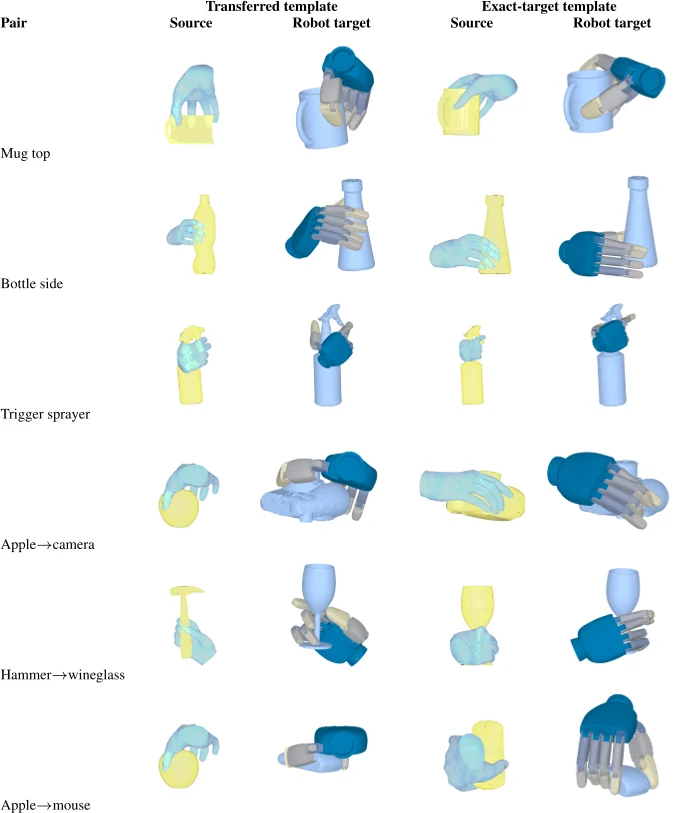 Transferred template Exact-target template
Pair Source Robot target Source Robot target
Mug top
Bottle side
Trigger sprayer
Apple→camera
Hammer→wineglass
Apple→mouse